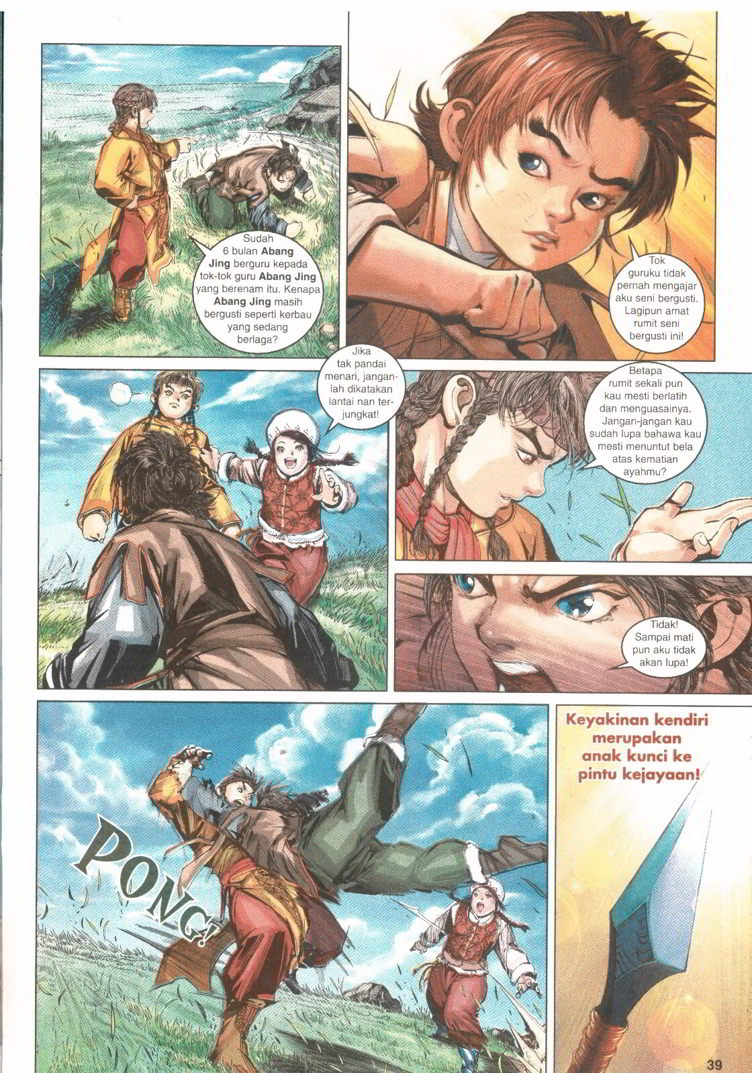 Sudah
6 bulan Abang
Jing berguru kepada
tok-tok guru Abang Jing
yang berenam itu. Kenapa
Abang Jing masih
bergusti seperti kerbau
yang sedang
berlaga?
Tok
guruku tidak
pernah mengajar
aku seni bergusti.
Lagipun amat
rumit seni
bergusti ini!
Jika
tak pandai
menari, jangan-
lah dikatakan
lantai nan ter-
jungkat!
Betapa
rumit sekali pun
kau mesti berlatih
dan menguasainya.
Jangan-jangan kau
sudah lupa bahawa kau
mesti menuntut bela
atas kematian
ayahmu?
Tidak!
Sampai mati
pun aku tidak
akan lupa!
PONG!
Keyakinan kendiri
merupakan
anak kunci ke
pintu kejayaan!
39